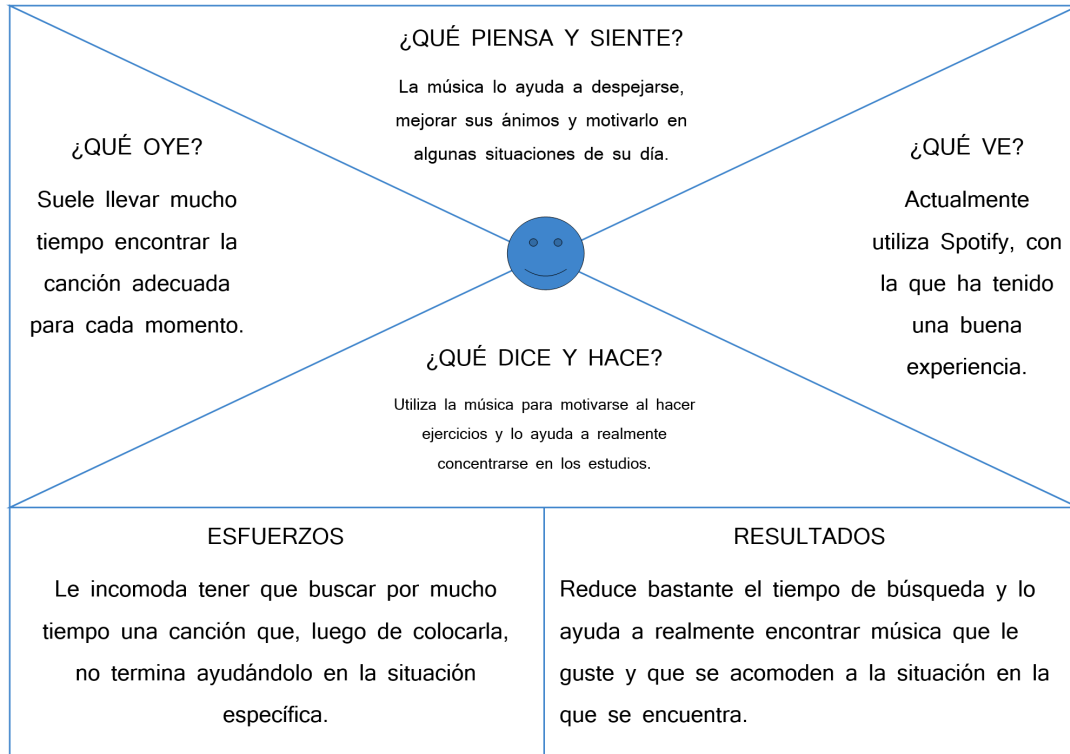 ¿QUÉ PIENSA Y SIENTE?
La música lo ayuda a despejarse,
mejorar sus ánimos y motivarlo en
algunas situaciones de su día.
¿QUÉ OYE?
Suele llevar mucho
tiempo encontrar la
canción adecuada
para cada momento.
¿QUÉ VE?
Actualmente
utiliza Spotify, con
la que ha tenido
una buena
experiencia.
¿QUÉ DICE Y HACE?
Utiliza la música para motivarse al hacer
ejercicios y lo ayuda a realmente
concentrarse en los estudios.
ESFUERZOS
Le incomoda tener que buscar por mucho
tiempo una canción que, luego de colocarla,
no termina ayudándolo en la situación
específica.
RESULTADOS
Reduce bastante el tiempo de búsqueda y lo
ayuda a realmente encontrar música que le
guste y que se acomoden a la situación en la
que se encuentra.